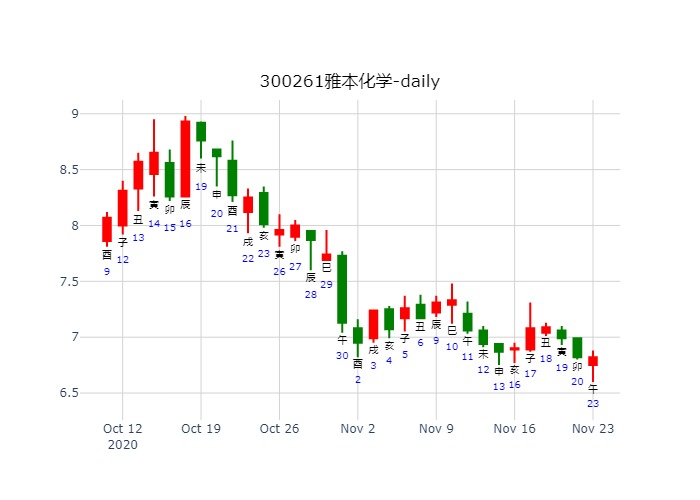 300261雅本化学-daily
9
8.5
8
7.5
7
6.5
酉
9
子
12
丑
13
寅
14
卯
15
辰
16
未
19
申
20
酉
21
戌
22
亥
23
寅
26
卯
27
辰
28
巳
29
午
30
酉
2
戌
3
亥
4
子
5
丑
6
辰
9
巳
10
午
11
未
12
申
13
亥
16
子
17
丑
18
寅
19
卯
20
午
23
Oct 12
2020
Oct 19
Oct 26
Nov 2
Nov 9
Nov 16
Nov 23